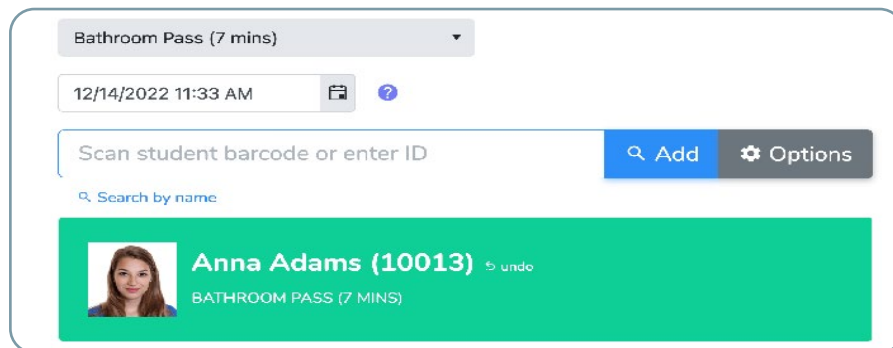 Bathroom Pass (7 mins)
12/14/2022 11:33 AM
?
Scan student barcode or enter ID
Add
Options
Search by name
Anna Adams (10013) undo
BATHROOM PASS (7 MINS)